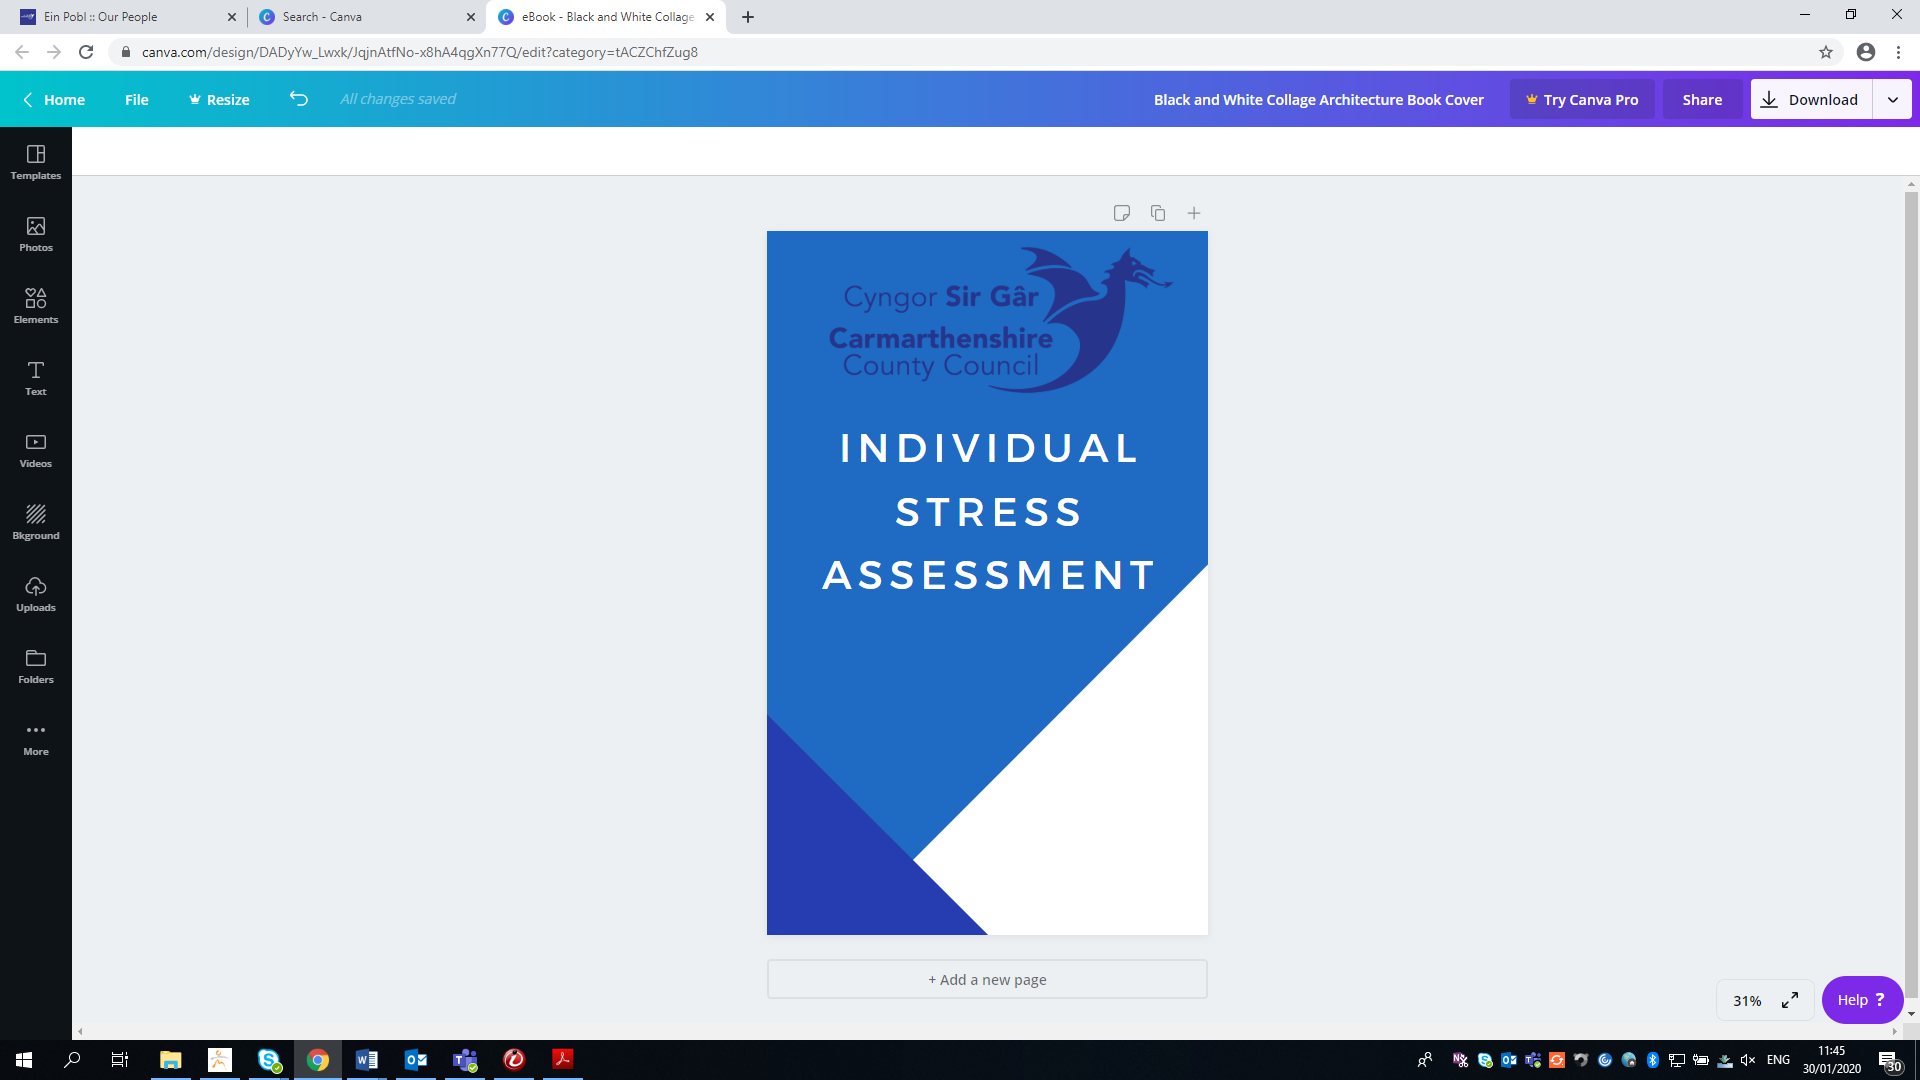 Ein Pobl :: Our People
Search - Canva
eBook - Black and White Collage
canva.com/design/DADyYw_Lwxk/JqjnAtfNo-x8hA4qgXn77Q/edit?category=tACZChfZug8
Home
File
Resize
All changes saved
Black and White Collage Architecture Book Cover
Try Canva Pro
Share
Download
Templates
Photos
Elements
Text
Videos
Bkground
Uploads
Folders
More
Cyngor Sir Gâr
Carmarthenshire
County Council
INDIVIDUAL
STRESS
ASSESSMENT
+ Add a new page
31%
Help ?
ENG
11:45
30/01/2020
30